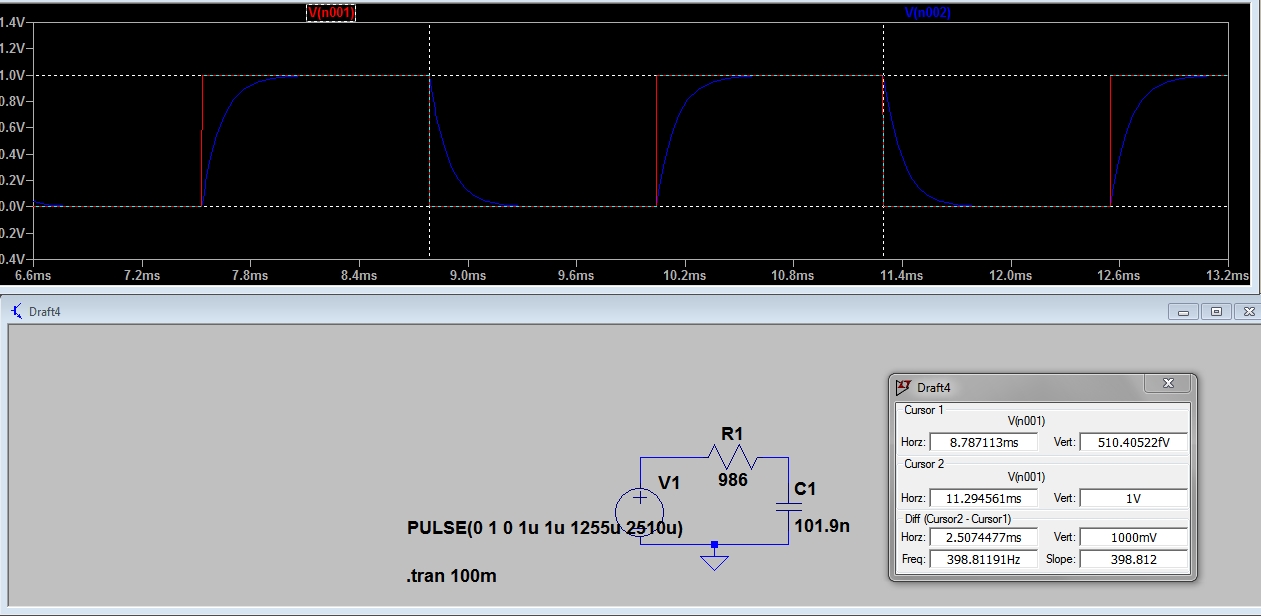 V(n001) V(n002)
1.4V
1.2V
1.0V
0.8V
0.6V
0.4V
0.2V
0.0V
0.2V
0.4V
6.6ms 7.2ms 7.8ms 8.4ms 9.0ms 9.6ms 10.2ms 10.8ms 11.4ms 12.0ms 12.6ms 13.2ms
Draft4
R1
986
V1
C1
101.9n
PULSE(0 1 0 1u 1u 1255u 2510u)
.tran 100m
Draft4
Cursor 1
V(n001)
Horz: 8.787113ms Vert: 510.40522fV
Cursor 2
V(n001)
Horz: 11.294561ms Vert: 1V
Diff (Cursor2 - Cursor1)
Horz: 2.5074477ms Vert: 1000mV
Freq: 398.81191Hz Slope: 398.812